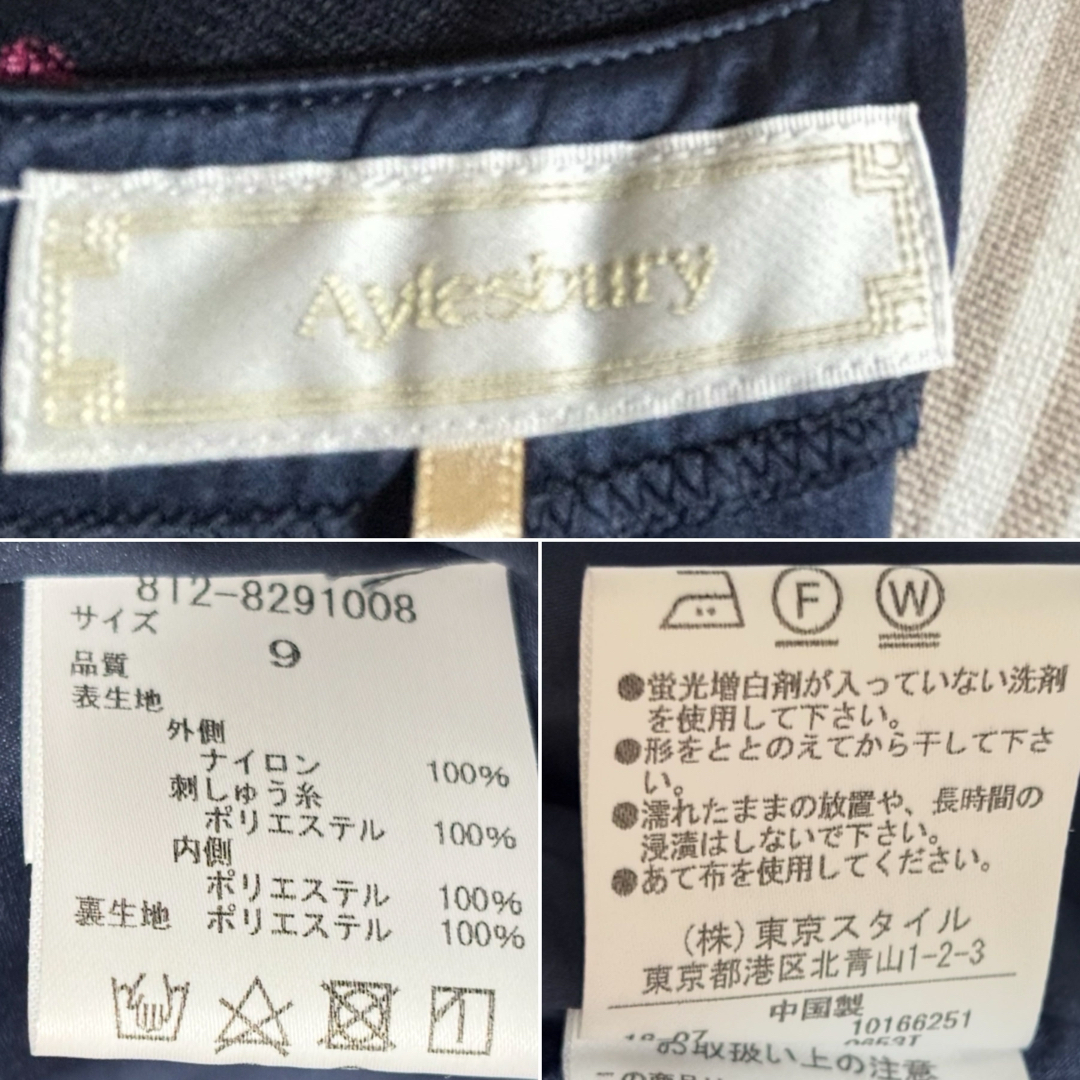 Aylesbury
812-8291008
サイズ
9
品質
表生地
外側
ナイロン 100%
刺しゅう糸
ポリエステル 100%
内側
ポリエステル 100%
裏生地 ポリエステル 100%
F W
●蛍光増白剤が入っていない洗剤
を使用して下さい。
●形をととのえてから干して下さ
い。
●濡れたままの放置や、長時間の
浸漬はしないで下さい。
●あて布を使用してください。
(株)東京スタイル
東京都港区北青山1-2-3
中国製
10166251
お取扱い上の注意